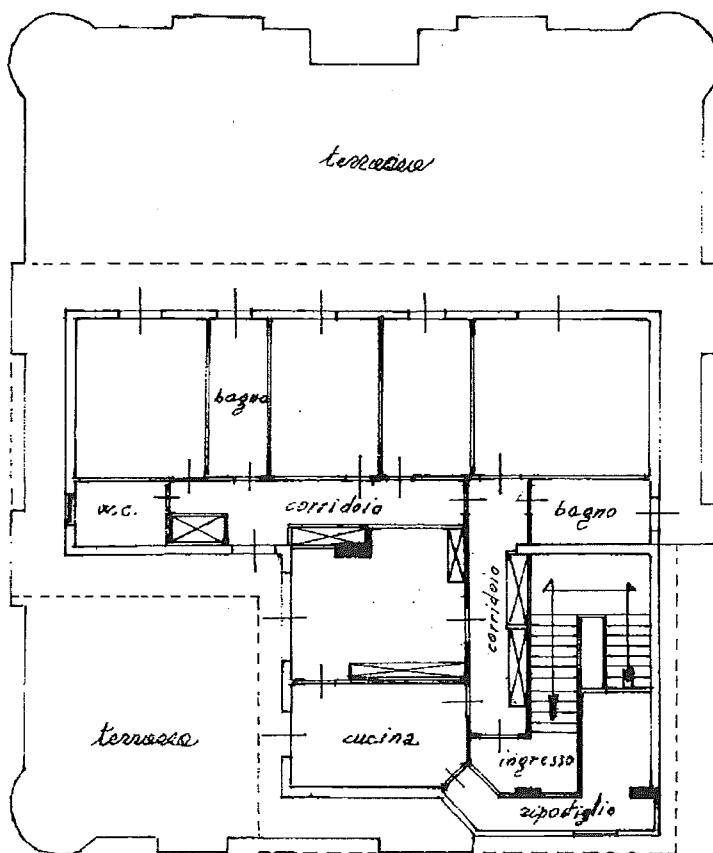 terrazza
bagno
w.c.
corridoio
bagno
corridoio
terrazza
cucina
ingresso
ripostiglio